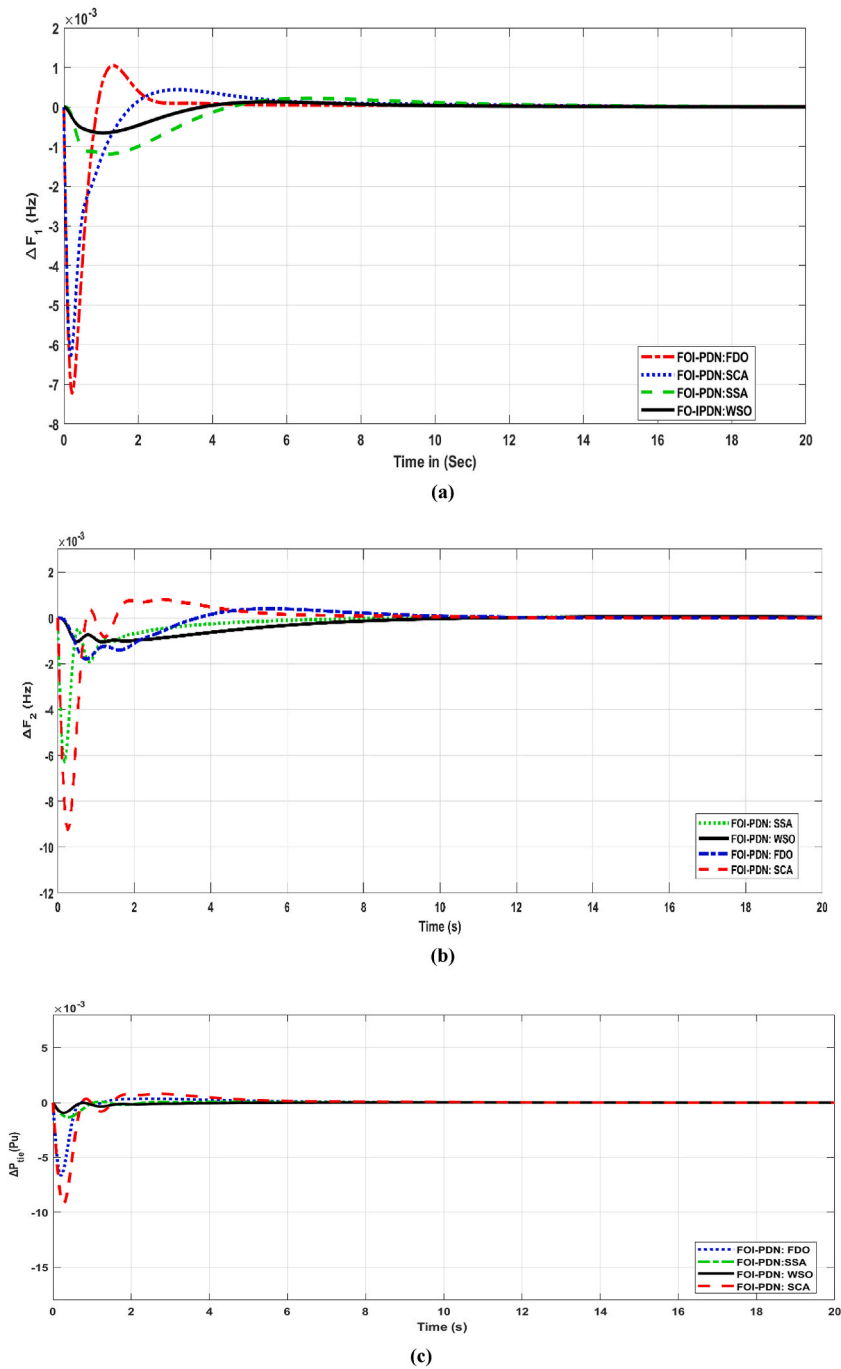 ×10⁻³
2
1
0
-1
-2
-3
-4
-5
-6
-7
-8
ΔF₁ (Hz)
FOI-PDN:FDO
FOI-PDN:SCA
FOI-PDN:SSA
FO-IPDN:WSO
0 2 4 6 8 10 12 14 16 18 20
Time in (Sec)
(a)
×10⁻³
2
0
-2
-4
-6
-8
-10
-12
ΔF₂ (Hz)
FOI-PDN: SSA
FOI-PDN: WSO
FOI-PDN: FDO
FOI-PDN: SCA
0 2 4 6 8 10 12 14 16 18 20
Time (s)
(b)
×10⁻³
5
0
-5
-10
-15
ΔP_tie(Pu)
FOI-PDN: FDO
FOI-PDN:SSA
FOI-PDN: WSO
FOI-PDN: SCA
0 2 4 6 8 10 12 14 16 18 20
Time (s)
(c)